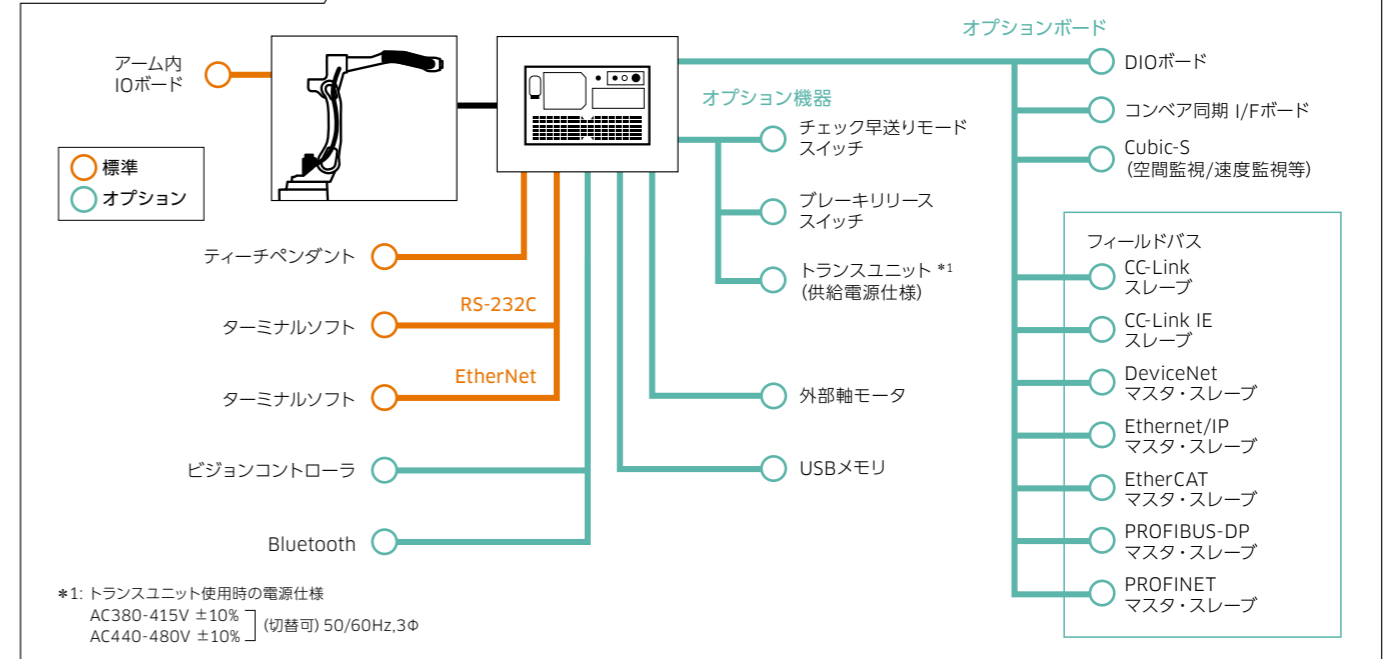 アーム内
IOボード
標準
オプション
ティーチペンダント
RS-232C
ターミナルソフト
EtherNet
ターミナルソフト
ビジョンコントローラ
Bluetooth
オプション機器
チェック早送りモード
スイッチ
ブレーキリリース
スイッチ
トランスユニット *1
(供給電源仕様)
外部軸モータ
USBメモリ
オプションボード
DIOボード
コンベア同期 I/Fボード
Cubic-S
(空間監視/速度監視等)
フィールドバス
CC-Link
スレーブ
CC-Link IE
スレーブ
DeviceNet
マスタ・スレーブ
Ethernet/IP
マスタ・スレーブ
EtherCAT
マスタ・スレーブ
PROFIBUS-DP
マスタ・スレーブ
PROFINET
マスタ・スレーブ
*1: トランスユニット使用時の電源仕様
AC380-415V ±10%
AC440-480V ±10%
(切替可) 50/60Hz,3Φ